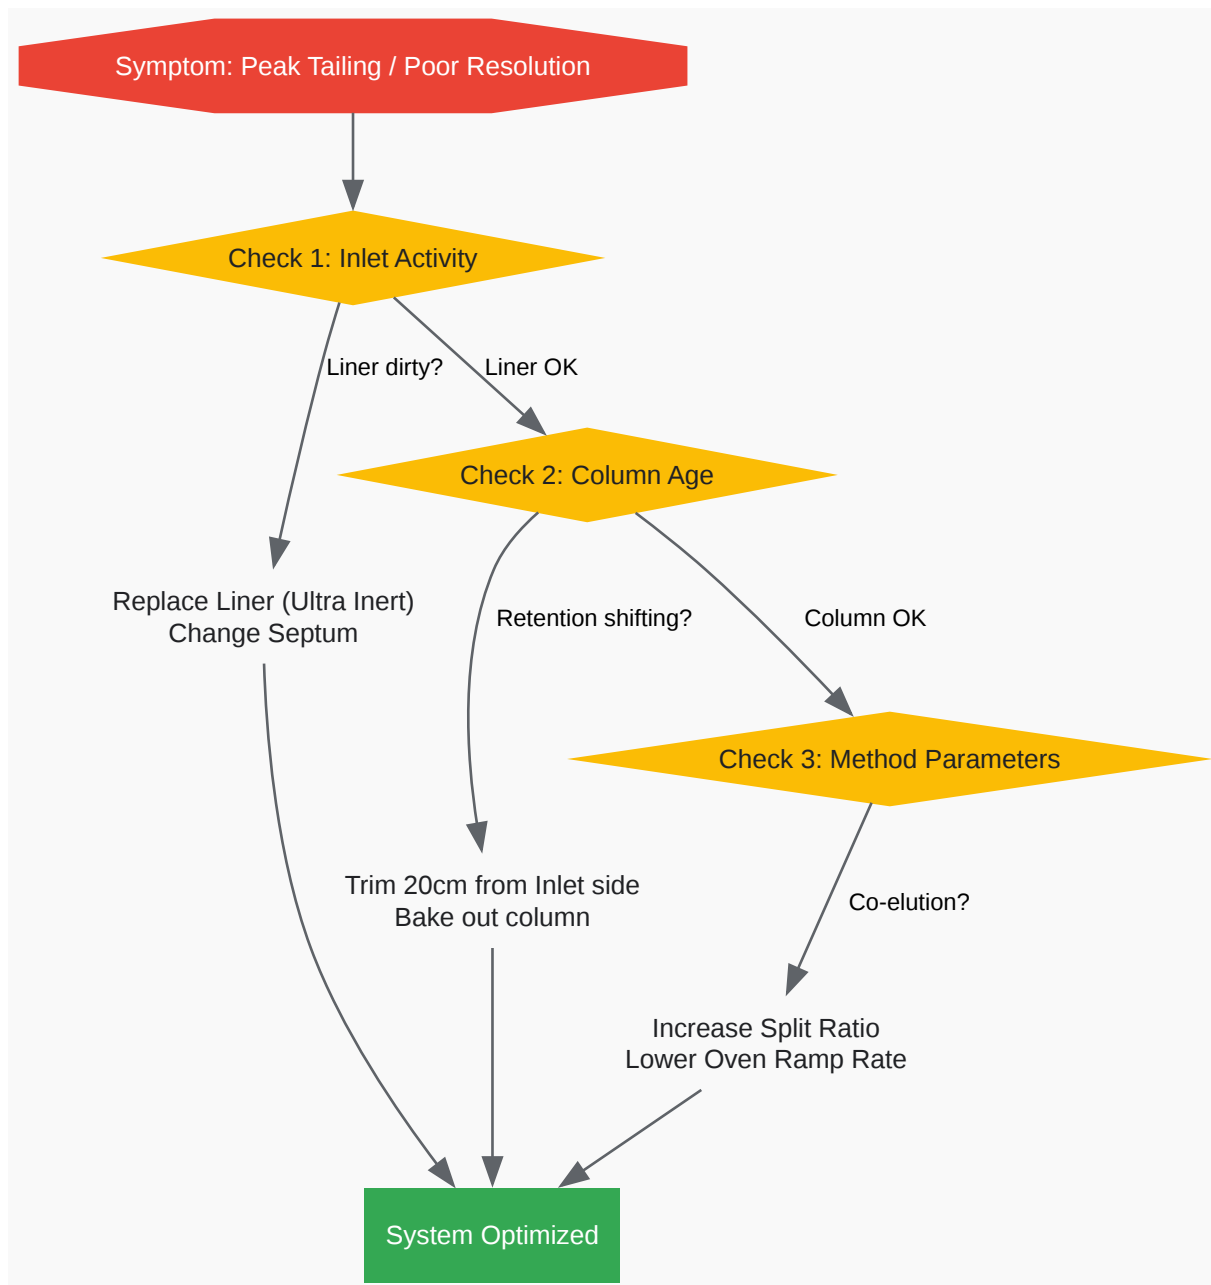 Symptom: Peak Tailing / Poor Resolution
Check 1: Inlet Activity
Liner dirty?
Liner OK
Check 2: Column Age
Replace Liner (Ultra Inert)
Change Septum
Retention shifting?
Column OK
Check 3: Method Parameters
Trim 20cm from Inlet side
Bake out column
Co-elution?
Increase Split Ratio
Lower Oven Ramp Rate
System Optimized